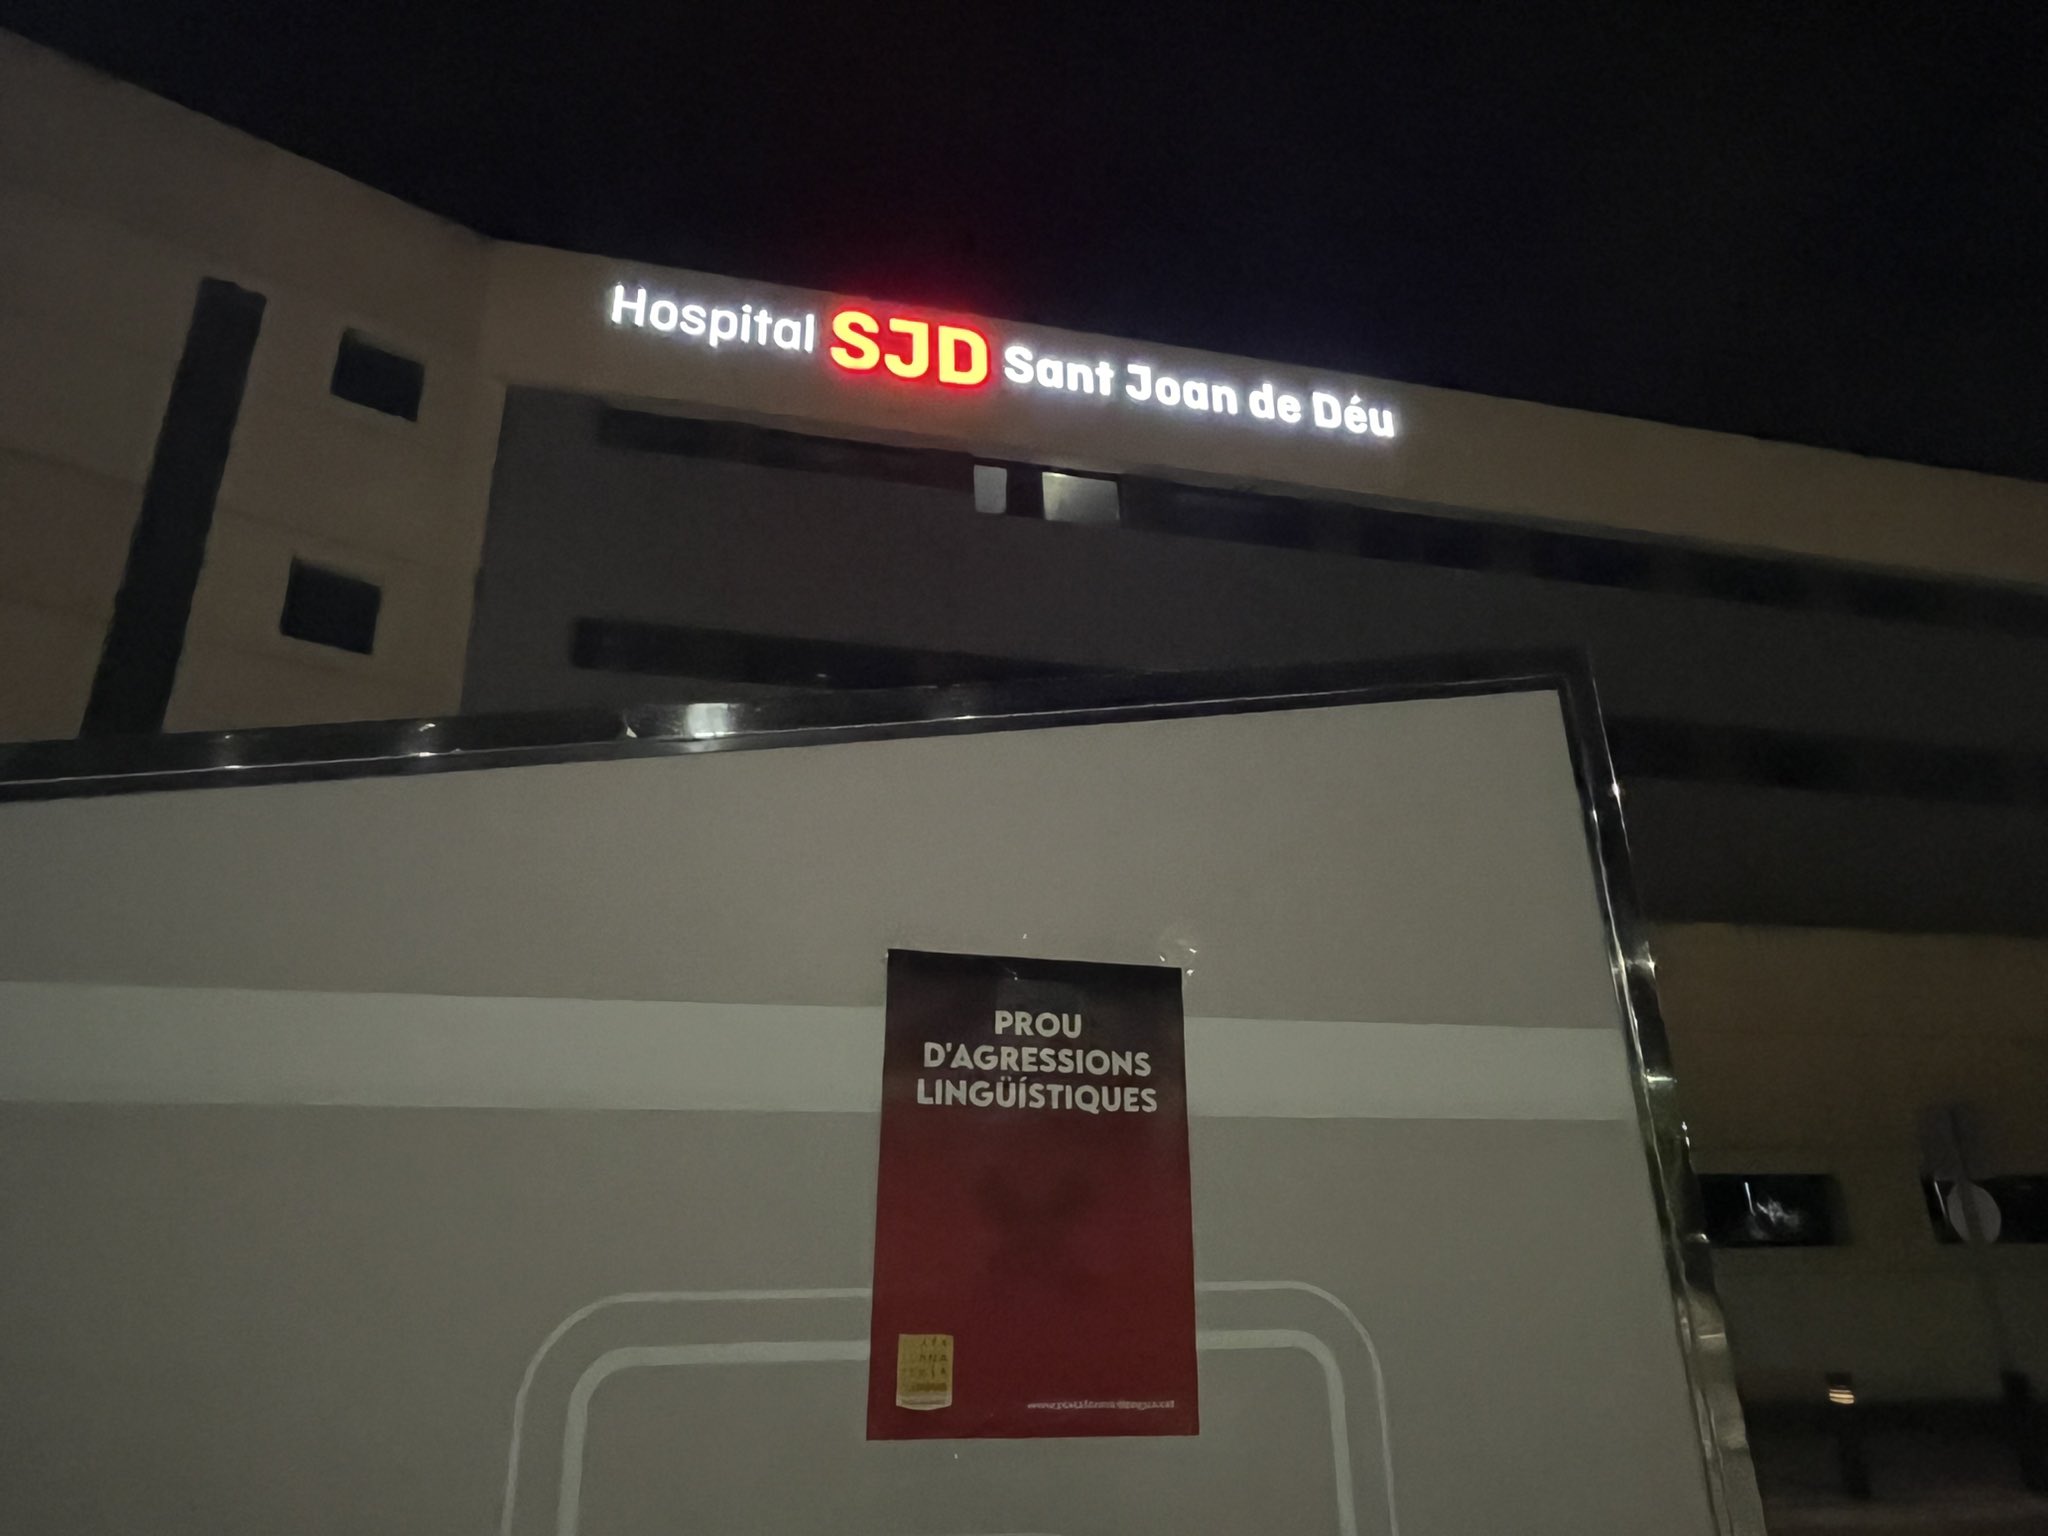 Hospital SJD Sant Joan de Déu
PROU
D'AGRESSIONS
LINGÜÍSTIQUES